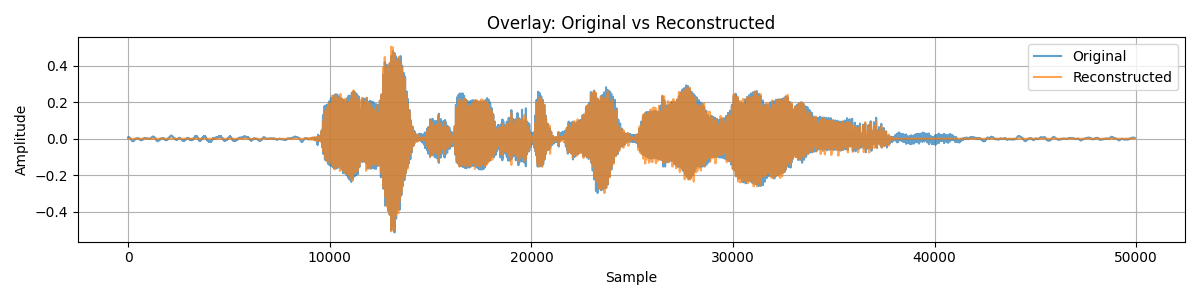 Overlay: Original vs Reconstructed
Original
Reconstructed
Amplitude
0.4
0.2
0.0
−0.2
−0.4
0 10000 20000 30000 40000 50000
Sample